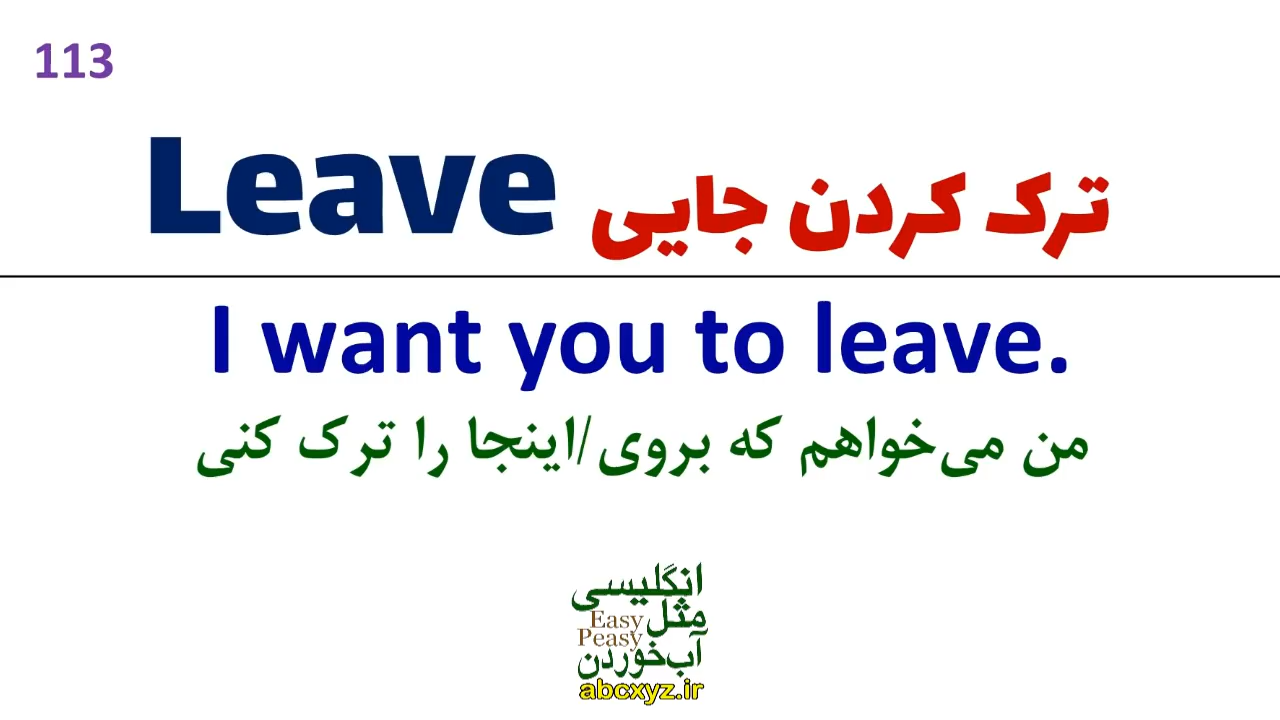 113
Leave ترک کردن جایی
I want you to leave.
من می‌خواهم که بروی/اینجا را ترک کنی
انگلیسی
مثل
Easy
Peasy
آب‌خوردن
abcxyz.ir